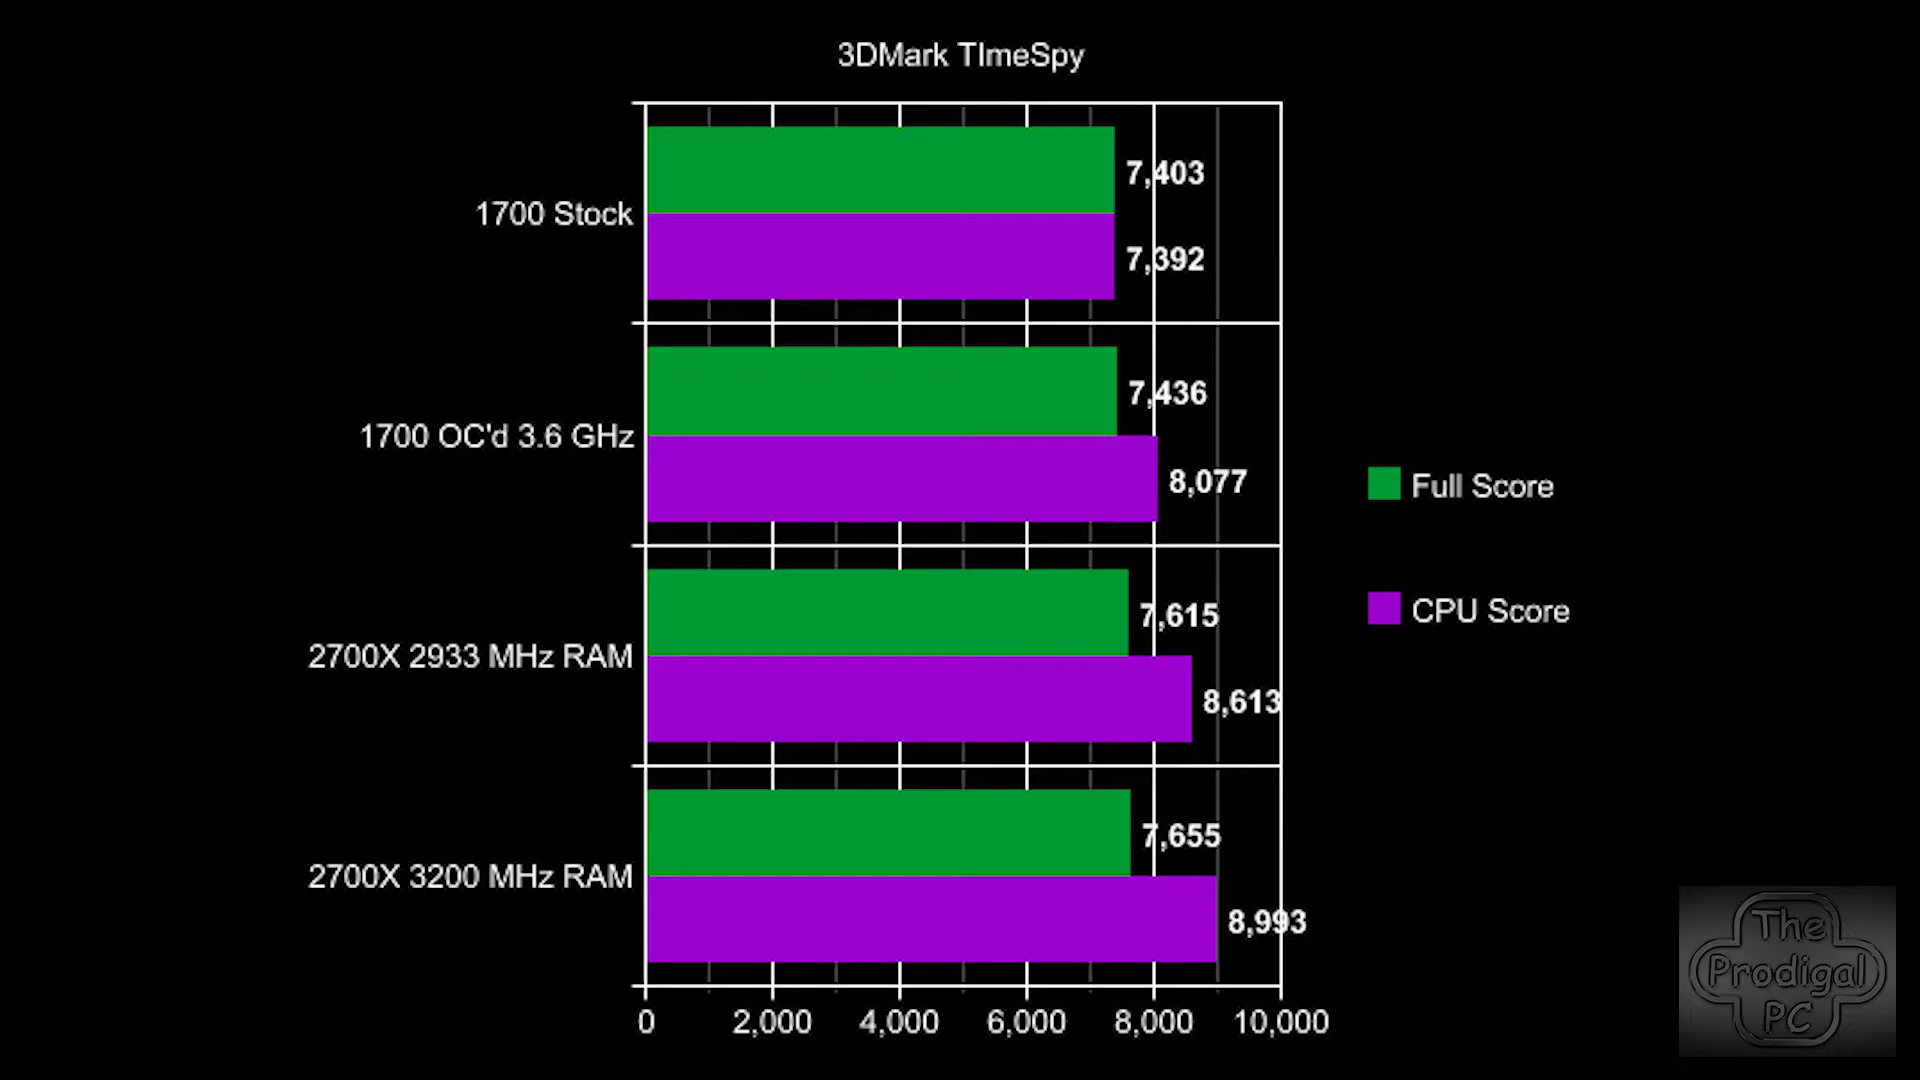 3DMark TImeSpy
1700 Stock
7,403
7,392
1700 OC'd 3.6 GHz
7,436
8,077
2700X 2933 MHz RAM
7,615
8,613
2700X 3200 MHz RAM
7,655
8,993
0 2,000 4,000 6,000 8,000 10,000
Full Score
CPU Score
The
Prodigal
PC